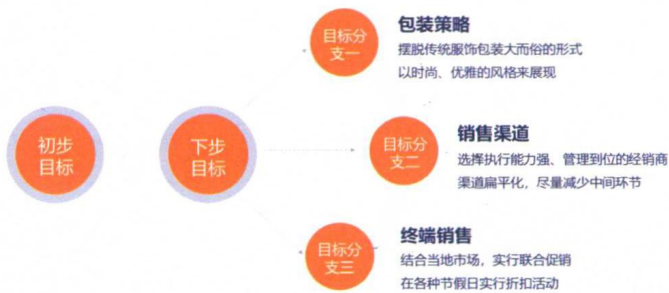 初步
目标
下步
目标
目标分
支一
包装策略
摆脱传统服饰包装大而俗的形式
以时尚、优雅的风格来展现
目标分
支二
销售渠道
选择执行能力强、管理到位的经销商
渠道扁平化，尽量减少中间环节
目标分
支三
终端销售
结合当地市场，实行联合促销
在各种节假日实行折扣活动